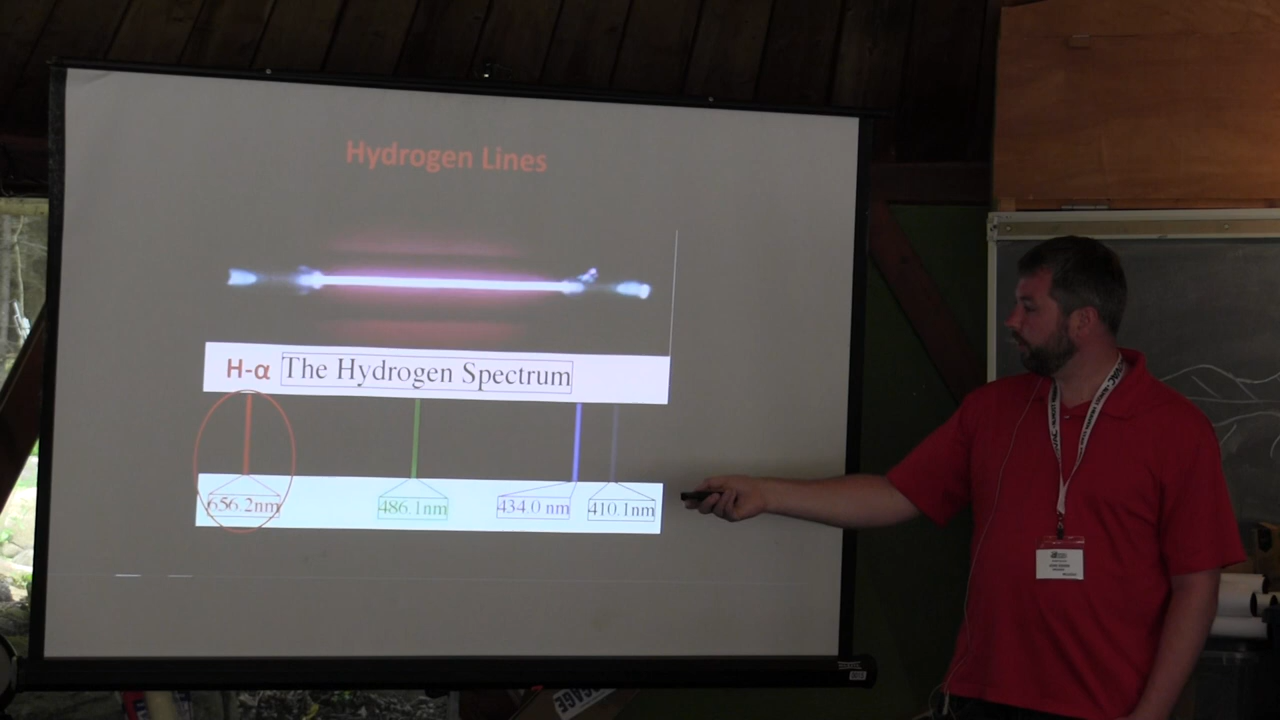 Hydrogen Lines
H-α The Hydrogen Spectrum
656.2nm 486.1nm 434.0 nm 410.1nm